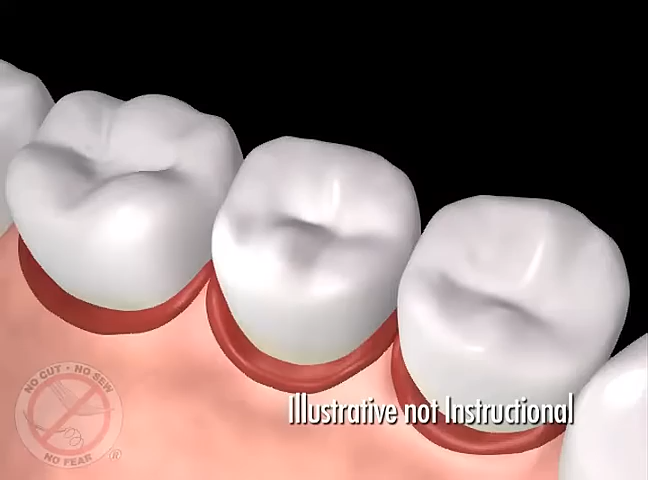 NO CUT • NO SEW
NO FEAR
®
Illustrative not Instructional